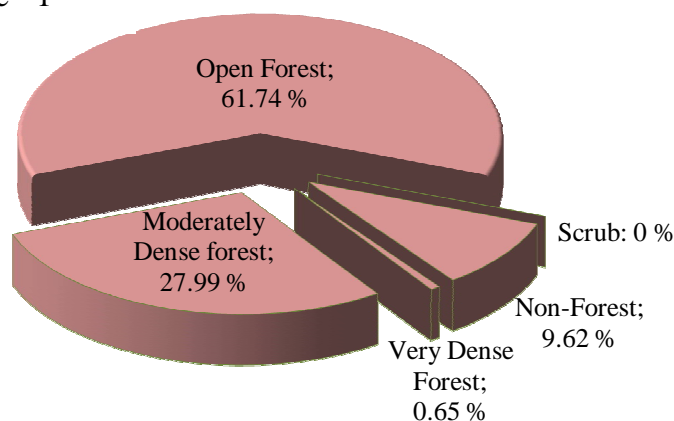 Open Forest;
61.74 %
Moderately
Dense forest;
27.99 %
Scrub: 0 %
Non-Forest;
9.62 %
Very Dense
Forest;
0.65 %